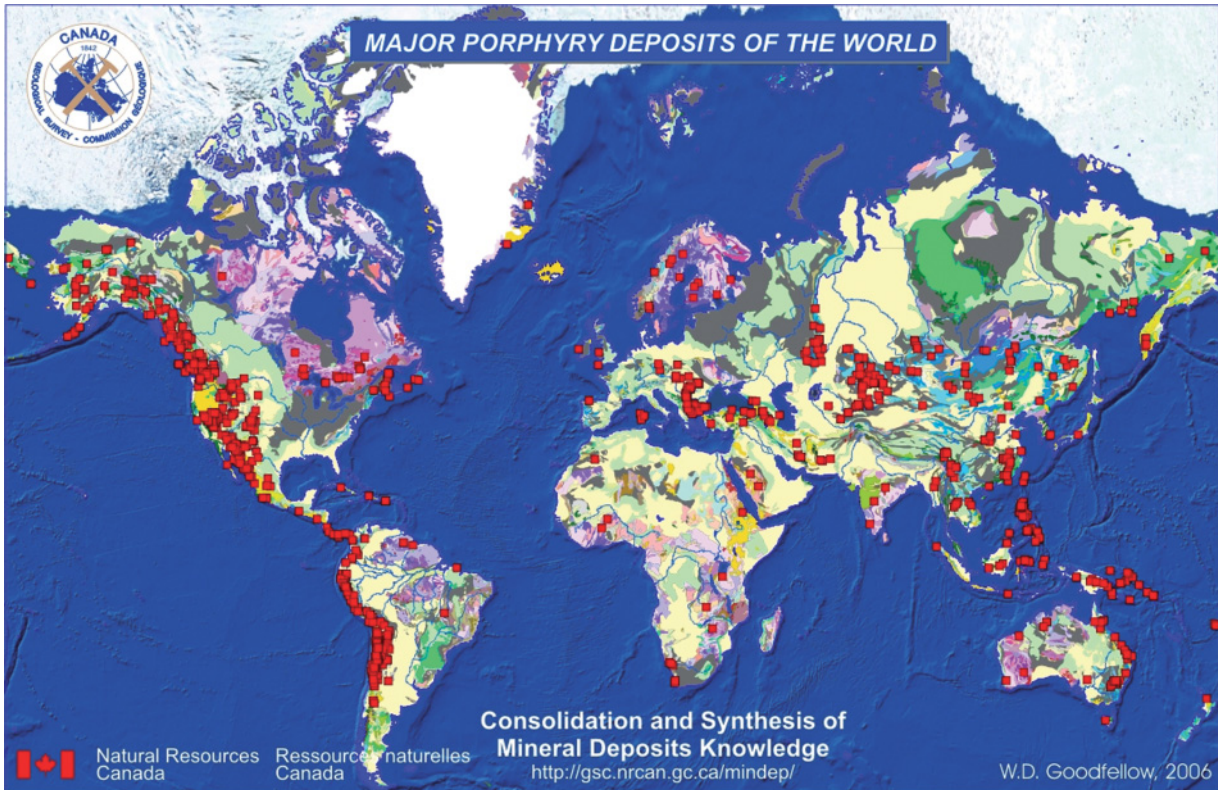 MAJOR PORPHYRY DEPOSITS OF THE WORLD
CANADA
1842
GEOLOGICAL SURVEY - COMMISSION GÉOLOGIQUE
Consolidation and Synthesis of
Mineral Deposits Knowledge
http://gsc.nrcan.gc.ca/mindep/
Natural Resources
Canada
Ressources naturelles
Canada
W.D. Goodfellow, 2006